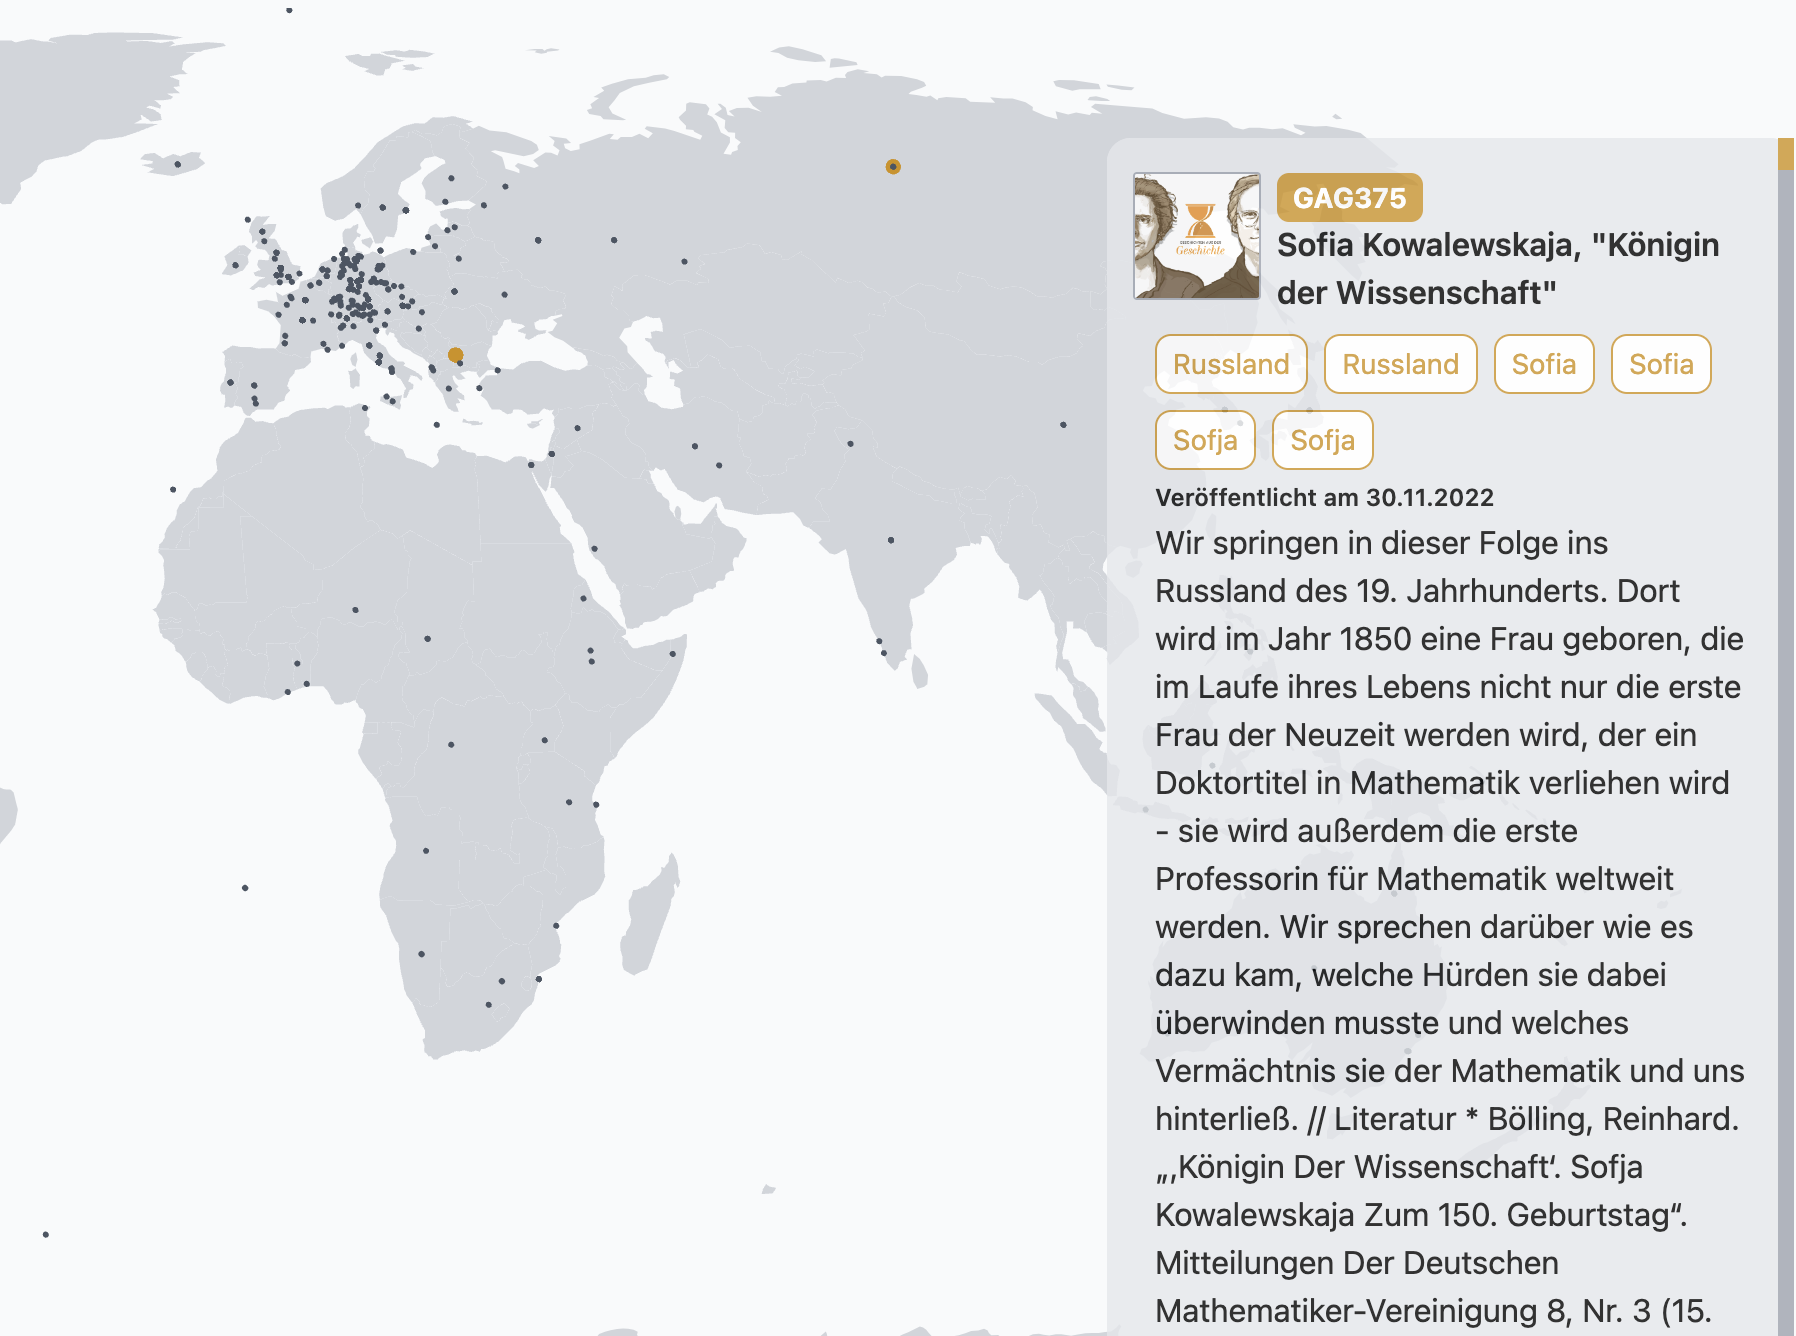 GAG375
Sofia Kowalewskaja, "Königin
der Wissenschaft"
Geschichte
Russland Russland Sofia Sofia
Sofja Sofja
Veröffentlicht am 30.11.2022
Wir springen in dieser Folge ins
Russland des 19. Jahrhunderts. Dort
wird im Jahr 1850 eine Frau geboren, die
im Laufe ihres Lebens nicht nur die erste
Frau der Neuzeit werden wird, der ein
Doktortitel in Mathematik verliehen wird
- sie wird außerdem die erste
Professorin für Mathematik weltweit
werden. Wir sprechen darüber wie es
dazu kam, welche Hürden sie dabei
überwinden musste und welches
Vermächtnis sie der Mathematik und uns
hinterließ. // Literatur * Bölling, Reinhard.
„‚Königin Der Wissenschaft‘. Sofja
Kowalewskaja Zum 150. Geburtstag“.
Mitteilungen Der Deutschen
Mathematiker-Vereinigung 8, Nr. 3 (15.